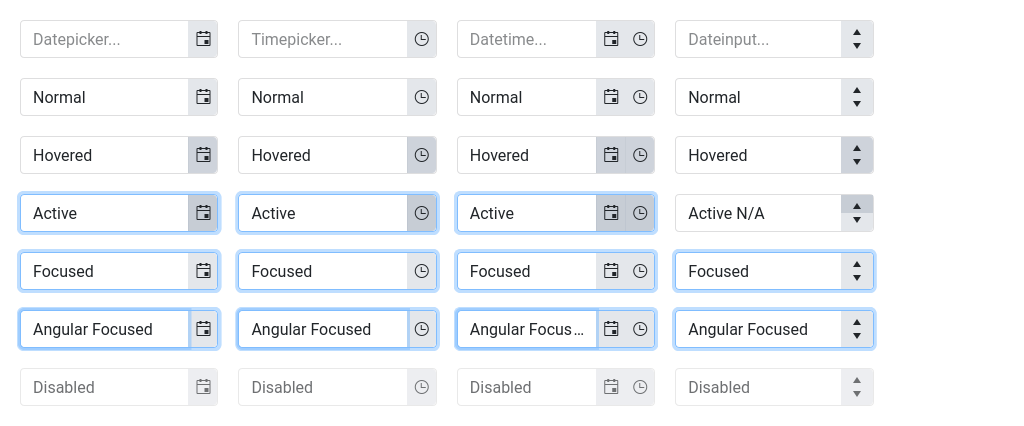 Datepicker... Timepicker... Datetime... Dateinput...
Normal Normal Normal Normal
Hovered Hovered Hovered Hovered
Active Active Active Active N/A
Focused Focused Focused Focused
Angular Focused Angular Focused Angular Focus... Angular Focused
Disabled Disabled Disabled Disabled